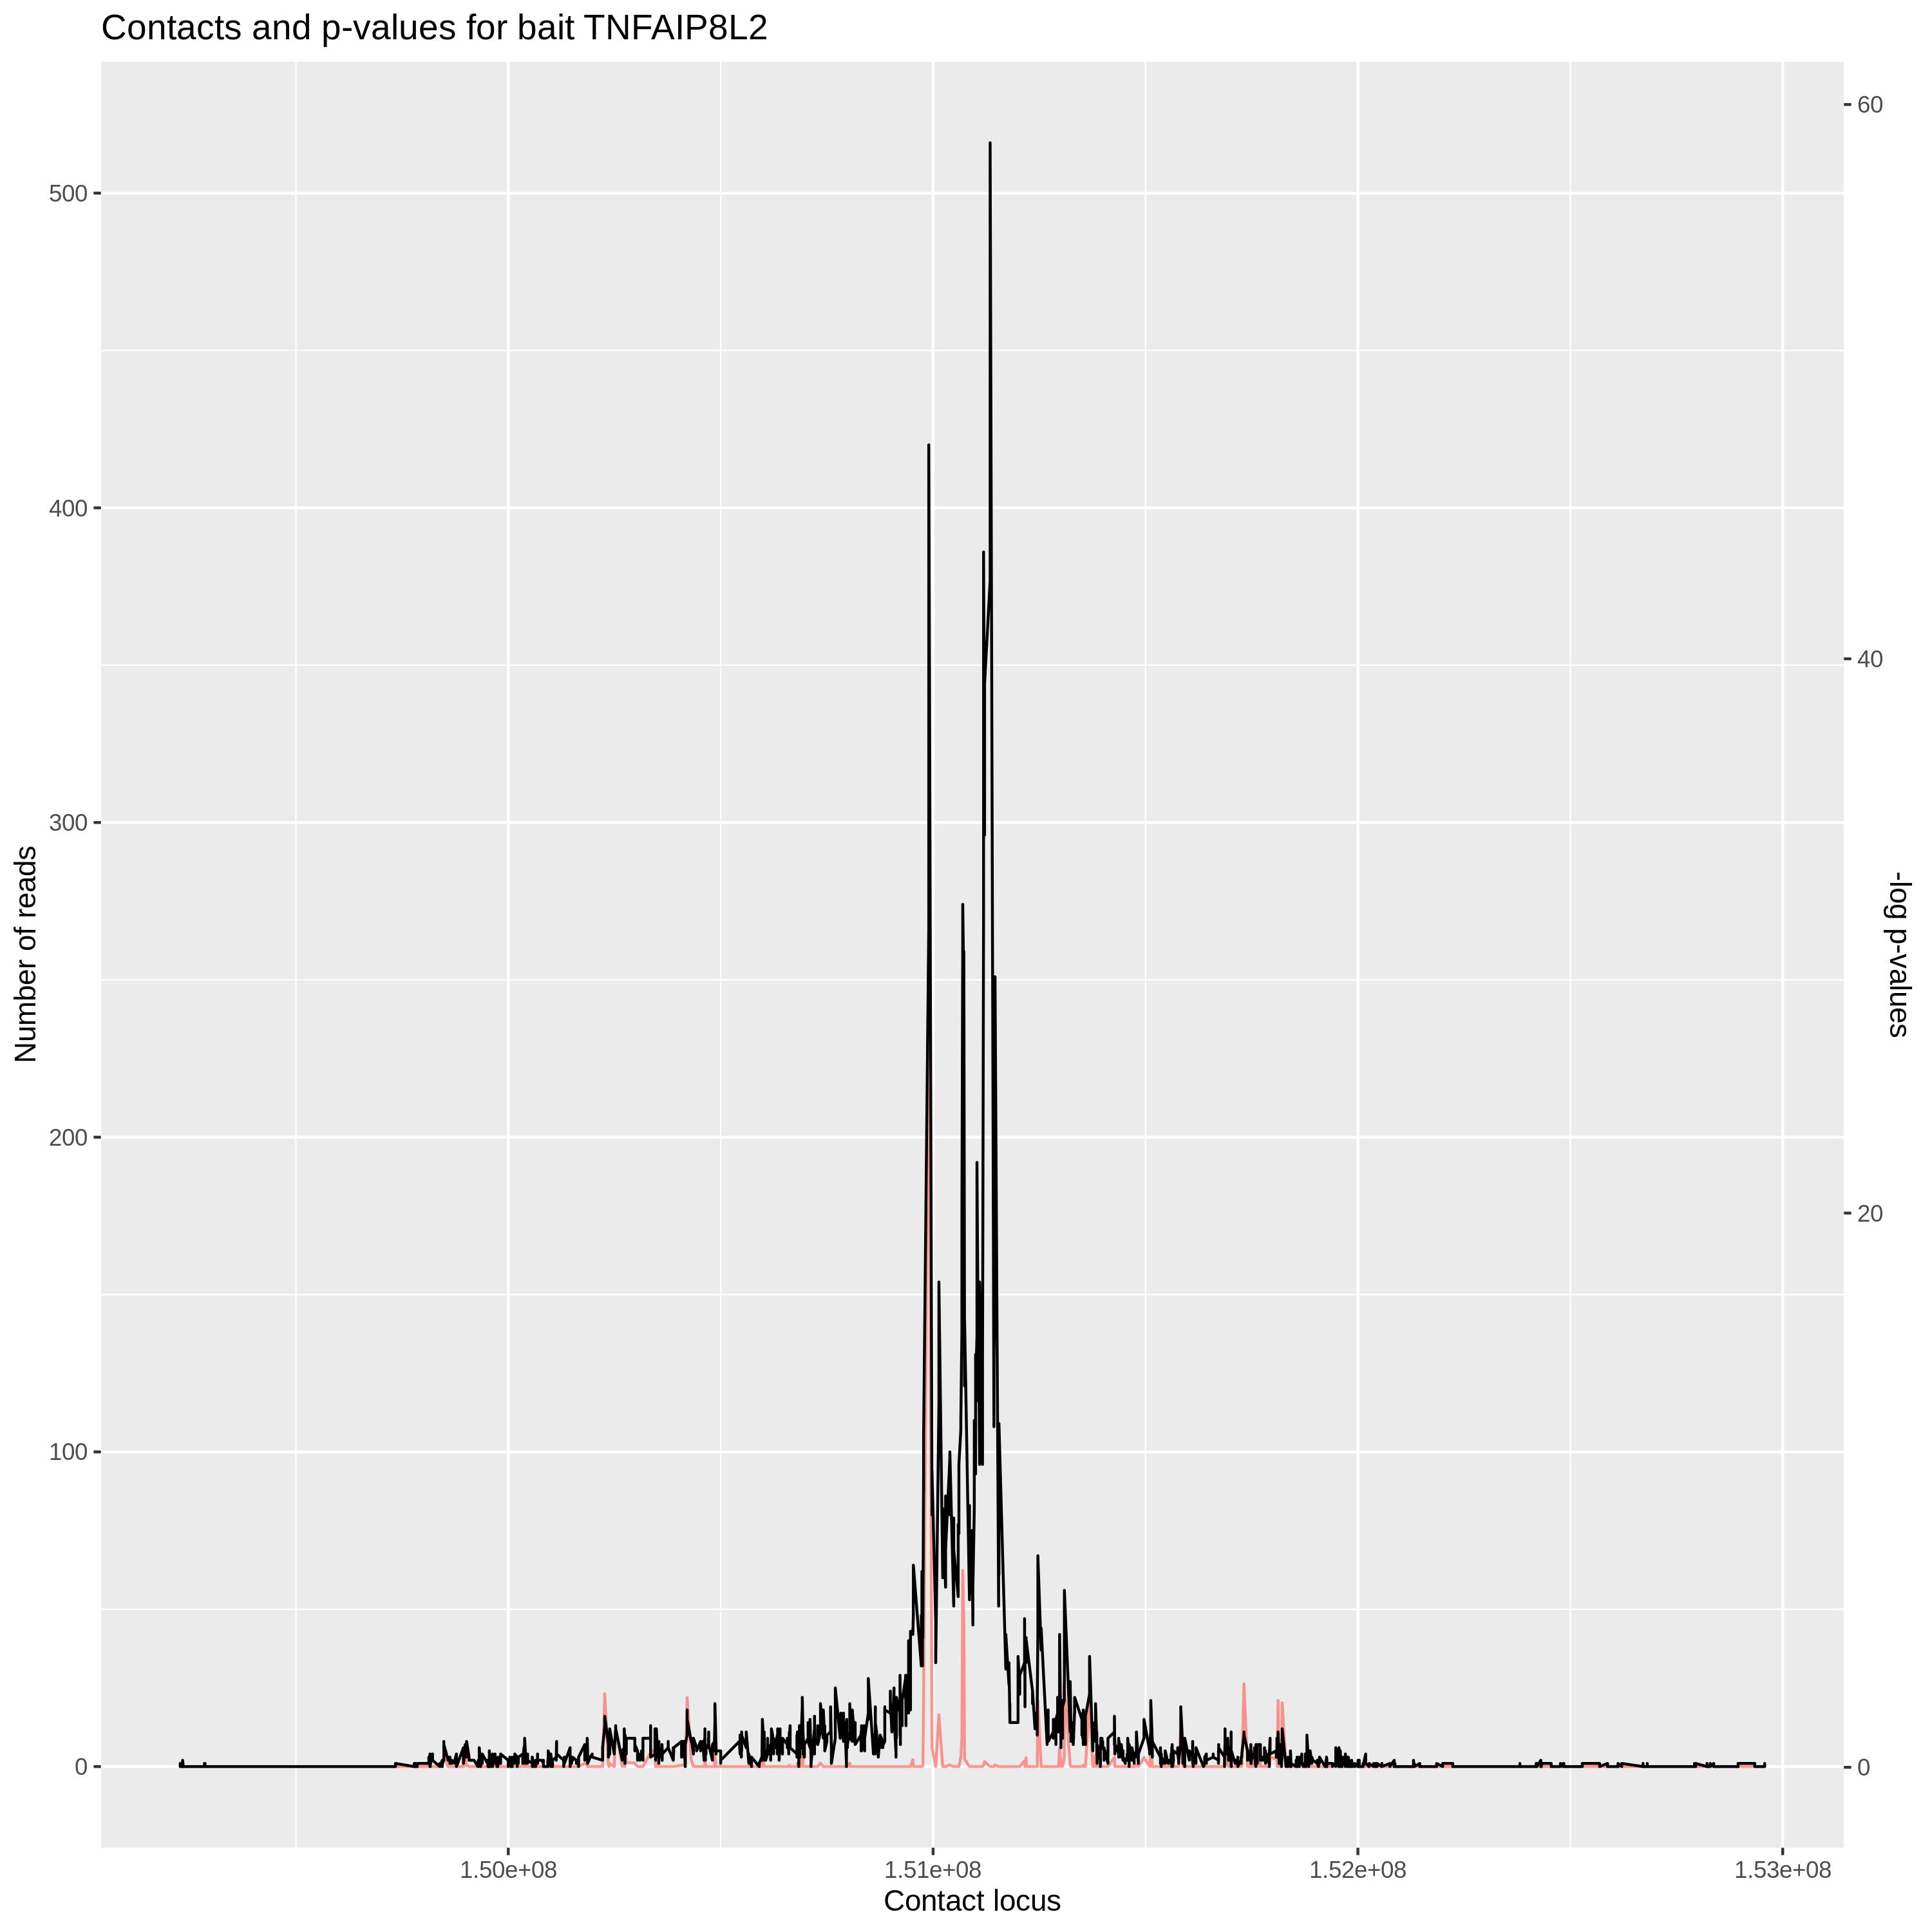 Contacts and p-values for bait TNFAIP8L2
60
500
400
40
300
Number of reads
-log p-values
200
20
100
0
0
1.50e+08
1.51e+08
1.52e+08
1.53e+08
Contact locus